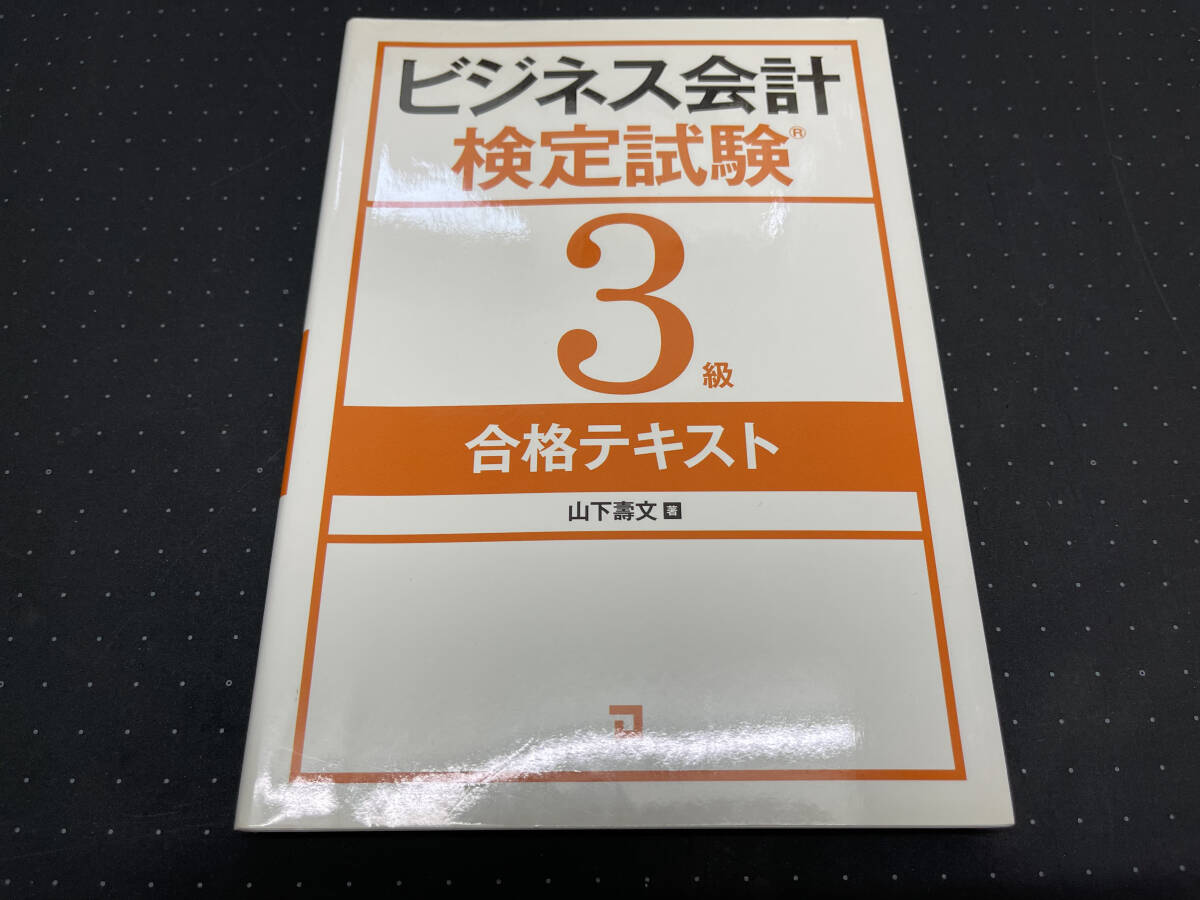 ビジネス会計
検定試験®
3級
合格テキスト
山下壽文 著